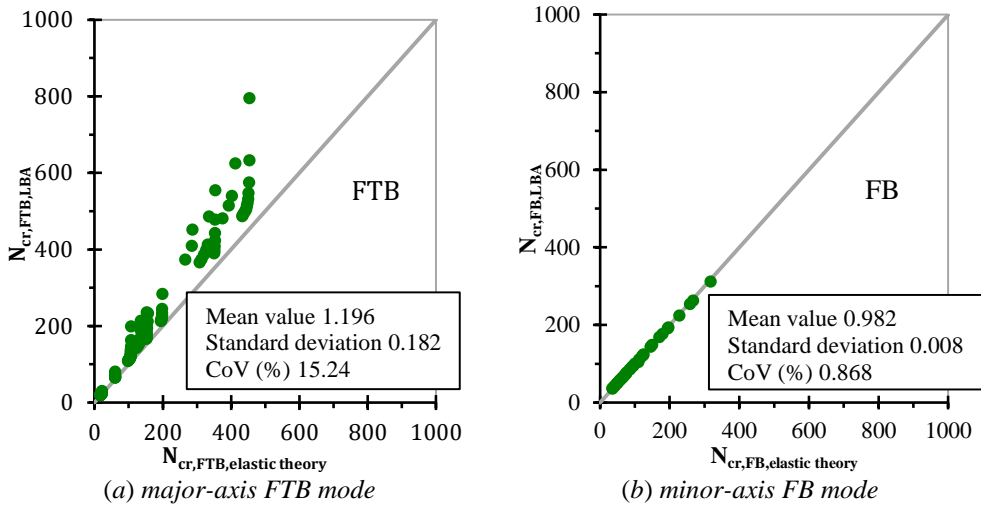 1000
800
600
400
200
0
N_cr,FTB,LBA
FTB
Mean value 1.196
Standard deviation 0.182
CoV (%) 15.24
0 200 400 600 800 1000
N_cr,FTB,elastic theory
(a) major-axis FTB mode
1000
800
600
400
200
0
N_cr,FB,LBA
FB
Mean value 0.982
Standard deviation 0.008
CoV (%) 0.868
0 200 400 600 800 1000
N_cr,FB,elastic theory
(b) minor-axis FB mode